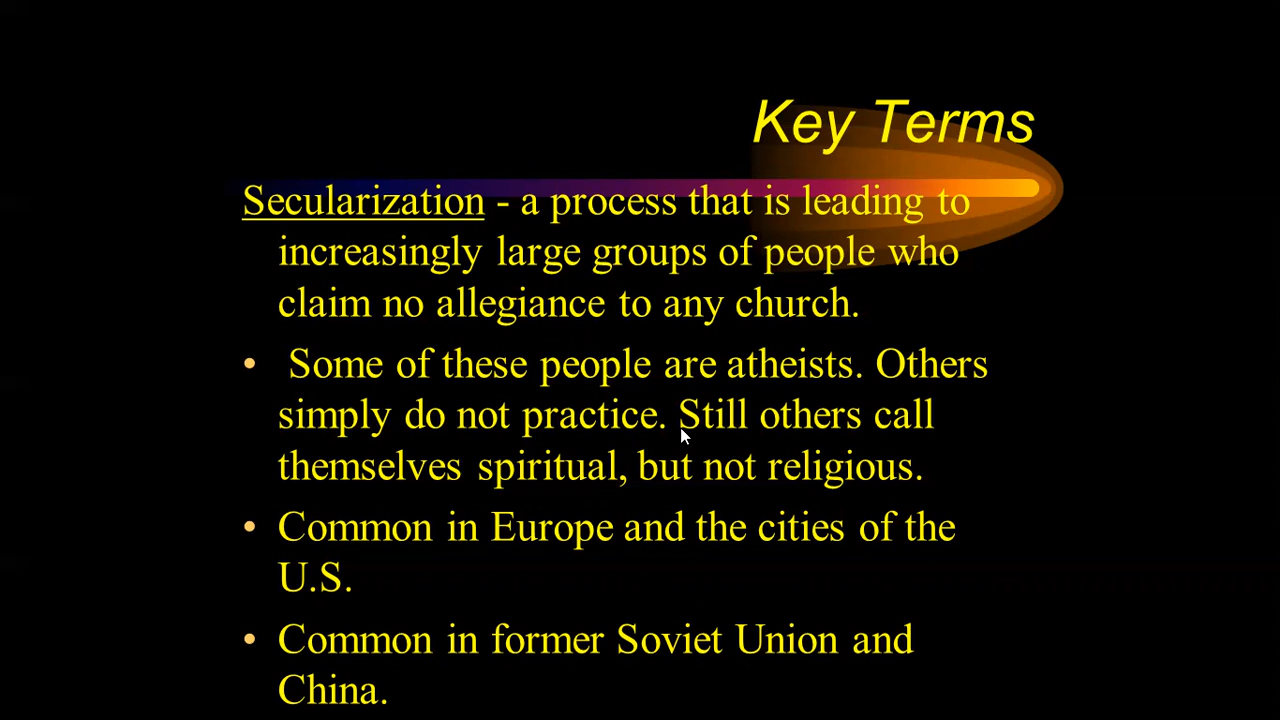 Key Terms
Secularization - a process that is leading to
increasingly large groups of people who
claim no allegiance to any church.
• Some of these people are atheists. Others
simply do not practice. Still others call
themselves spiritual, but not religious.
• Common in Europe and the cities of the
U.S.
• Common in former Soviet Union and
China.